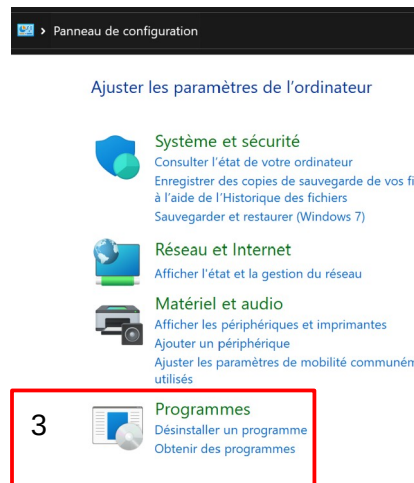 Panneau de configuration
Ajuster les paramètres de l’ordinateur
Système et sécurité
Consulter l'état de votre ordinateur
Enregistrer des copies de sauvegarde de vos
à l'aide de l'Historique des fichiers
Sauvegarder et restaurer (Windows 7)
Réseau et Internet
Afficher l'état et la gestion du réseau
Matériel et audio
Afficher les périphériques et imprimantes
Ajouter un périphérique
Ajuster les paramètres de mobilité
utilisés
3
Programmes
Désinstaller un programme
Obtenir des programmes